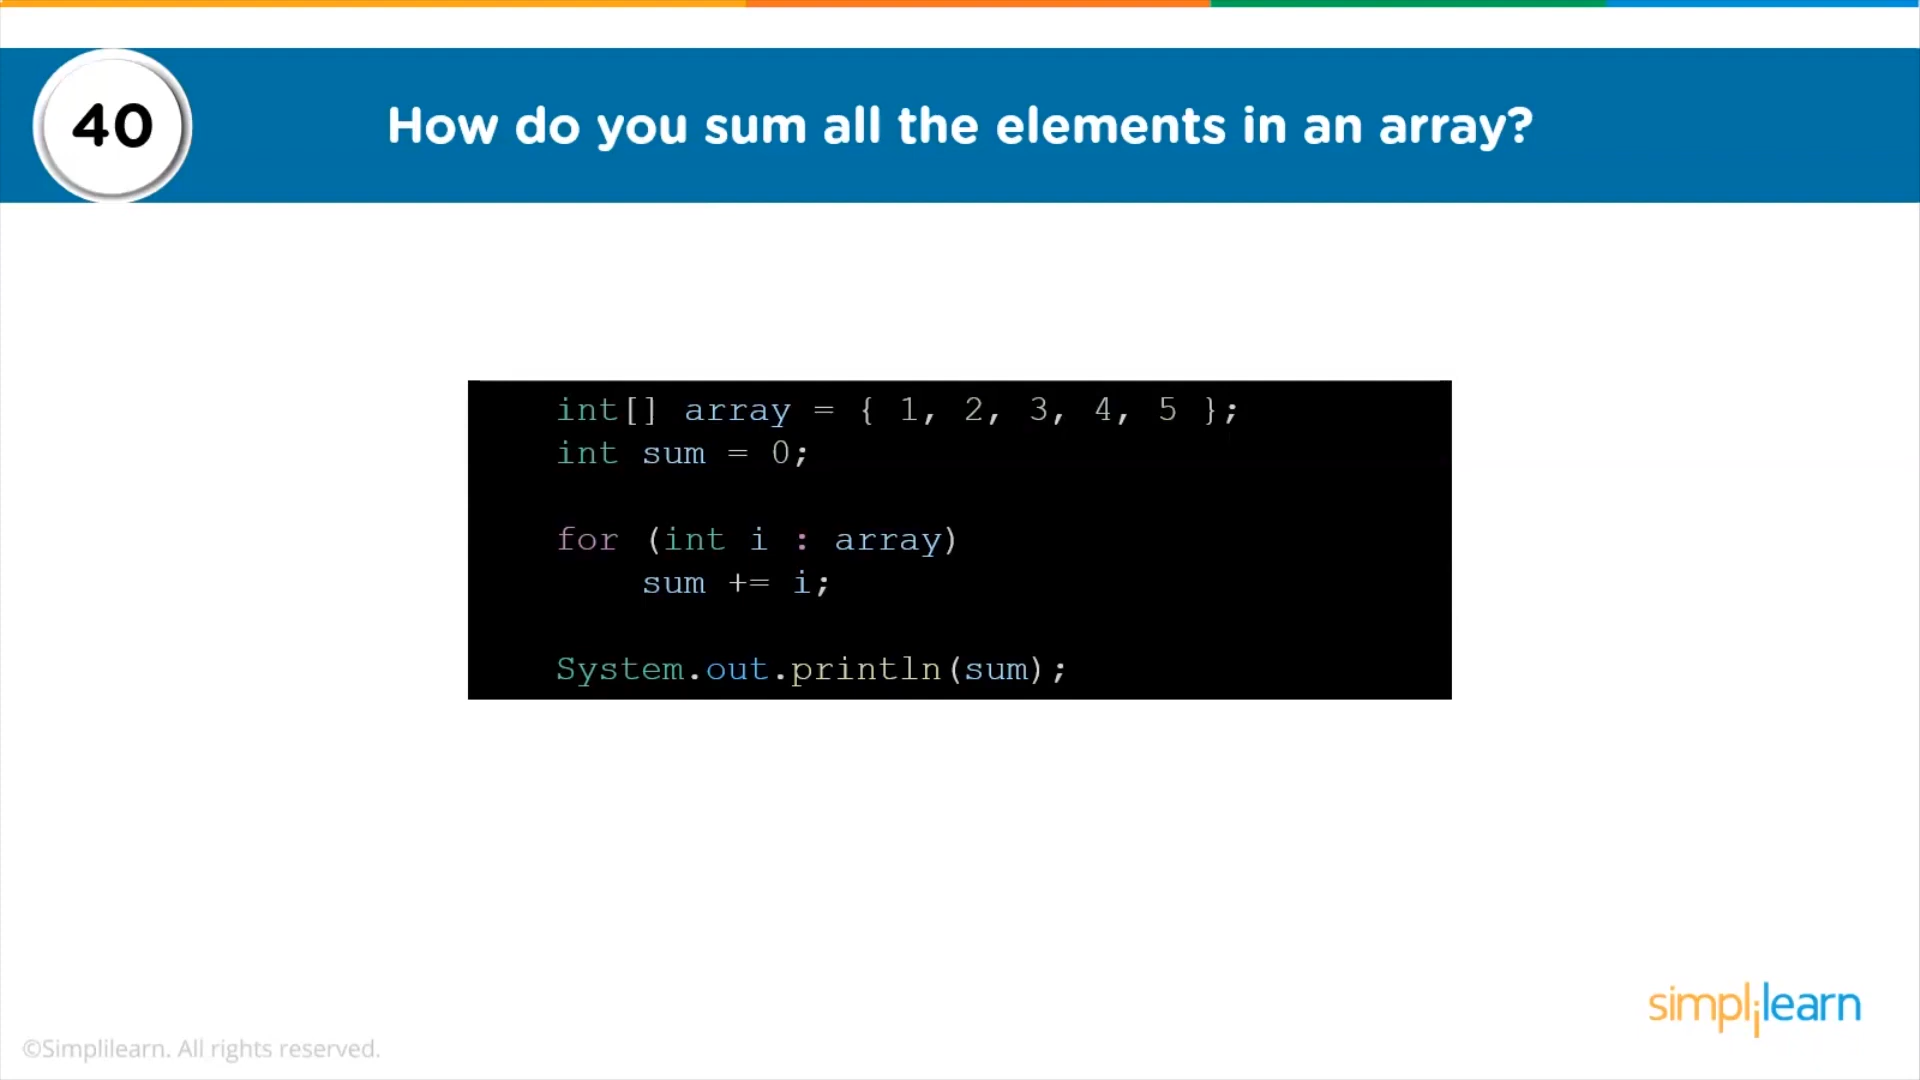 40
How do you sum all the elements in an array?
int[] array = { 1, 2, 3, 4, 5 };
int sum = 0;
for (int i : array)
sum += i;
System.out.println(sum);
simplilearn
©Simplilearn. All rights reserved.